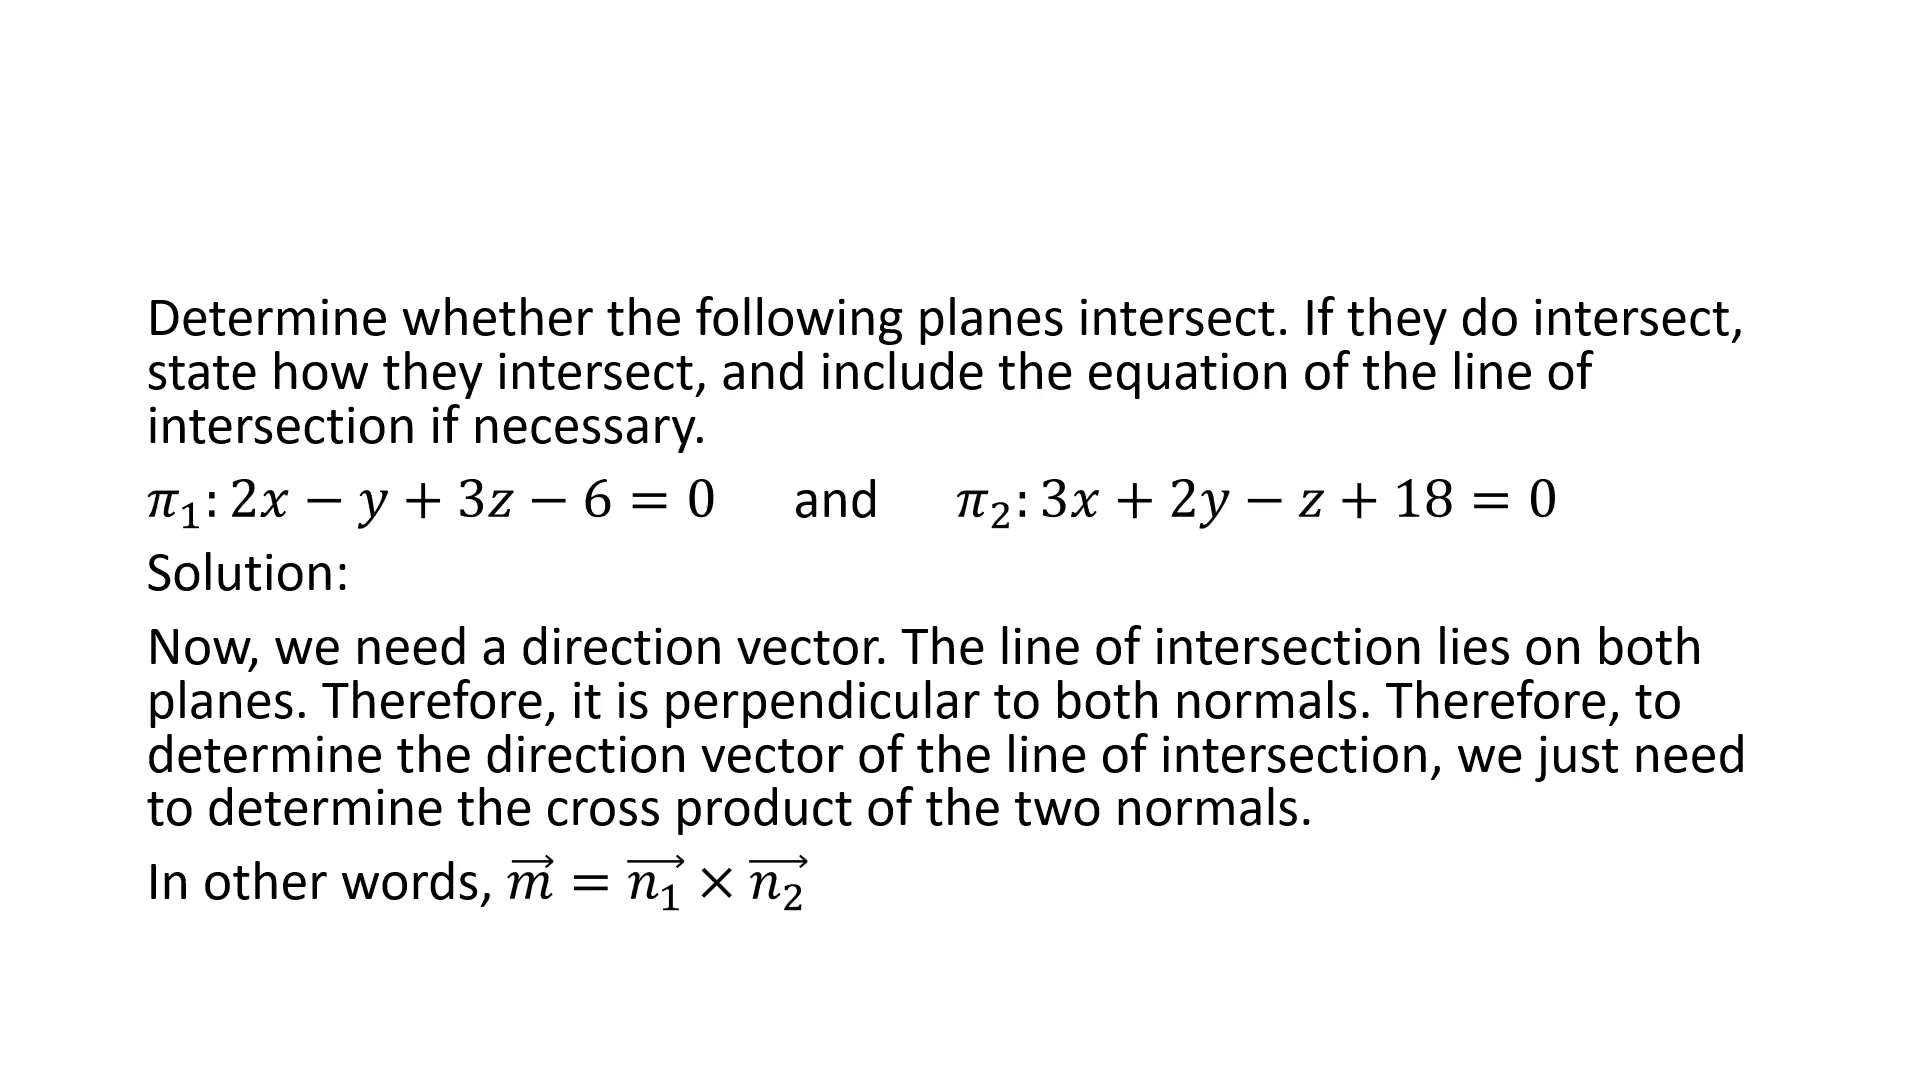 Determine whether the following planes intersect. If they do intersect,
state how they intersect, and include the equation of the line of
intersection if necessary.
π₁: 2x − y + 3z − 6 = 0 and π₂: 3x + 2y − z + 18 = 0
Solution:
Now, we need a direction vector. The line of intersection lies on both
planes. Therefore, it is perpendicular to both normals. Therefore, to
determine the direction vector of the line of intersection, we just need
to determine the cross product of the two normals.
In other words, m⃗ = n₁⃗ × n₂⃗